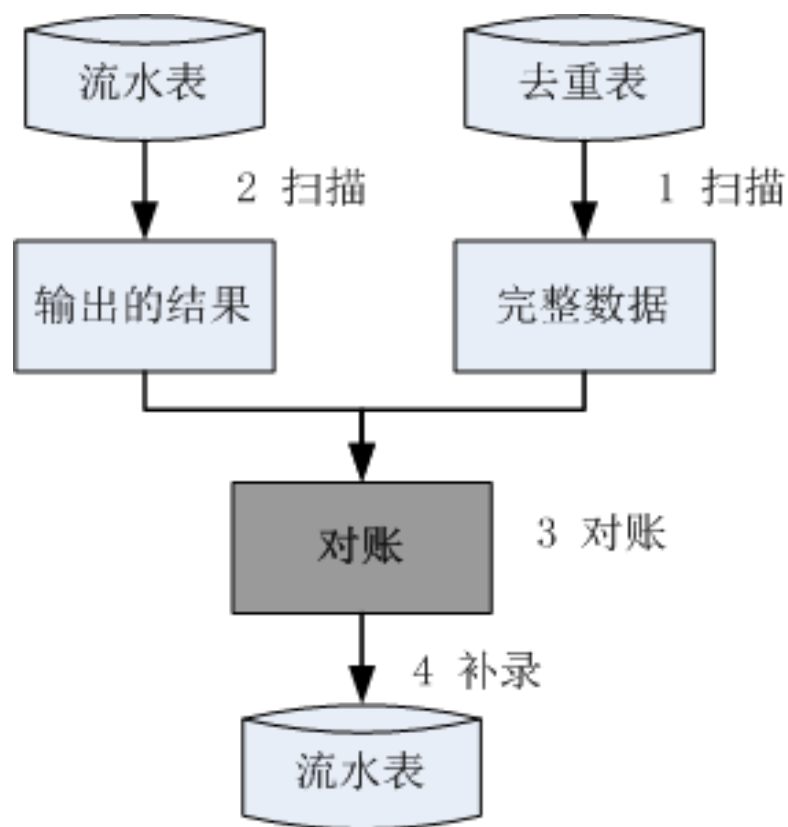 流水表
去重表
2 扫描
1 扫描
输出的结果
完整数据
对账
3 对账
4 补录
流水表